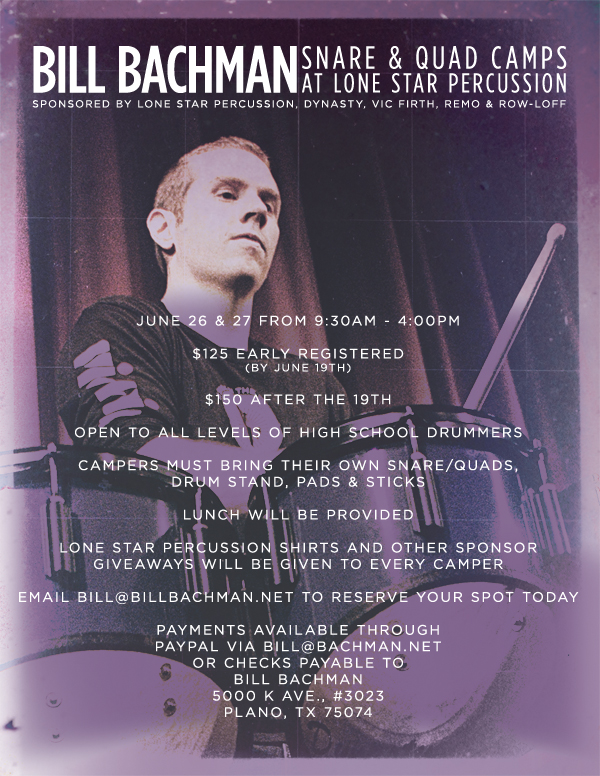 BILL BACHMAN SNARE & QUAD CAMPS
AT LONE STAR PERCUSSION
SPONSORED BY LONE STAR PERCUSSION, DYNASTY, VIC FIRTH, REMO & ROW-LOFF
JUNE 26 & 27 FROM 9:30AM - 4:00PM
$125 EARLY REGISTERED
(BY JUNE 19TH)
$150 AFTER THE 19TH
OPEN TO ALL LEVELS OF HIGH SCHOOL DRUMMERS
CAMPERS MUST BRING THEIR OWN SNARE/QUADS,
DRUM STAND, PADS & STICKS
LUNCH WILL BE PROVIDED
LONE STAR PERCUSSION SHIRTS AND OTHER SPONSOR
GIVEAWAYS WILL BE GIVEN TO EVERY CAMPER
EMAIL BILL@BILLBACHMAN.NET TO RESERVE YOUR SPOT TODAY
PAYMENTS AVAILABLE THROUGH
PAYPAL VIA BILL@BACHMAN.NET
OR CHECKS PAYABLE TO
BILL BACHMAN
5000 K AVE., #3023
PLANO, TX 75074